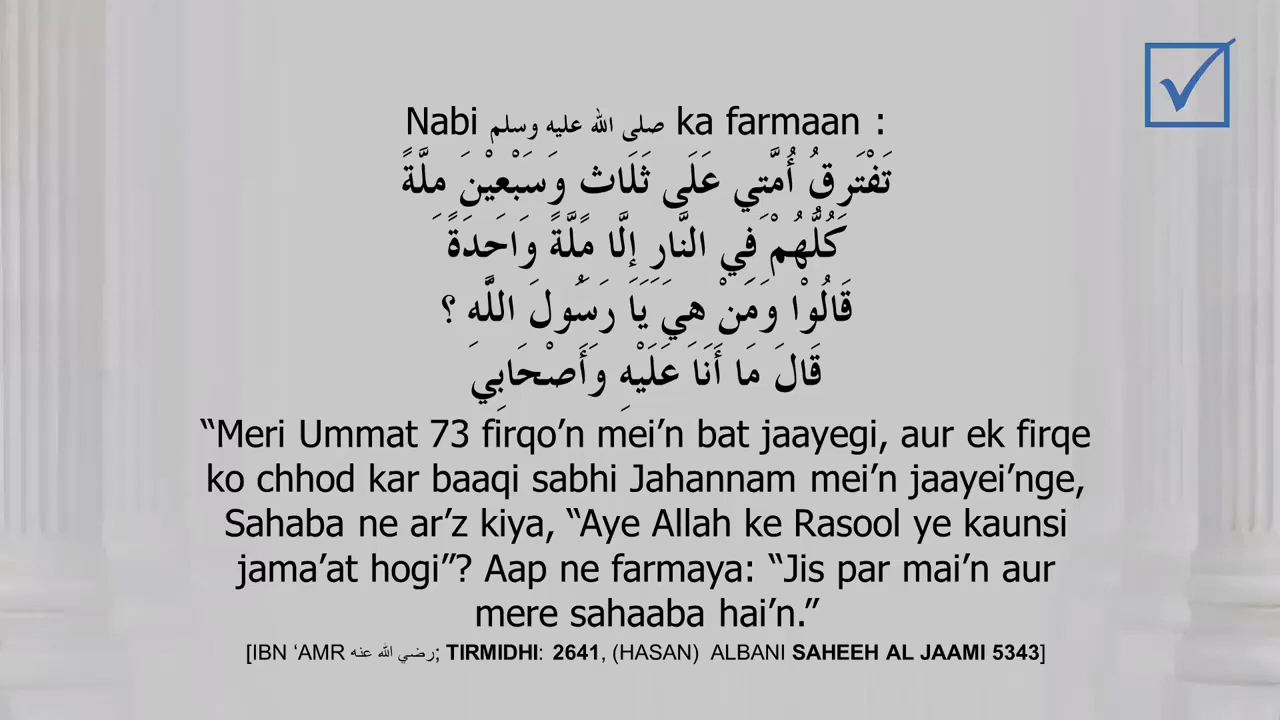 Nabi صلى الله عليه وسلم ka farmaan :
تَفْتَرِقُ أُمَّتِي عَلَى ثَلَاثٍ وَسَبْعِيْنَ مِلَّةً
كُلُّهُمْ فِي النَّارِ إِلَّا مِلَّةً وَاحِدَةً
قَالُوْا وَمَنْ هِيَ يَا رَسُولَ اللَّهِ ؟
قَالَ مَا أَنَا عَلَيْهِ وَأَصْحَابِي
“Meri Ummat 73 firqo’n mei’n bat jaayegi, aur ek firqe
ko chhod kar baaqi sabhi Jahannam mei’n jaayei’nge,
Sahaba ne ar’z kiya, “Aye Allah ke Rasool ye kaunsi
jama’at hogi”? Aap ne farmaya: “Jis par mai’n aur
mere sahaaba hai’n.”
[IBN ‘AMR رضي الله عنه; TIRMIDHI: 2641, (HASAN) ALBANI SAHEEH AL JAAMI 5343]